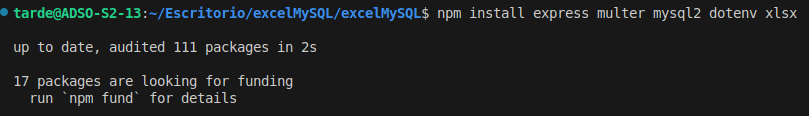 tarde@ADSO-S2-13:~/Escritorio/excelMySQL/excelMySQL$ npm install express multer mysql2 dotenv xlsx
up to date, audited 111 packages in 2s
17 packages are looking for funding
  run `npm fund` for details